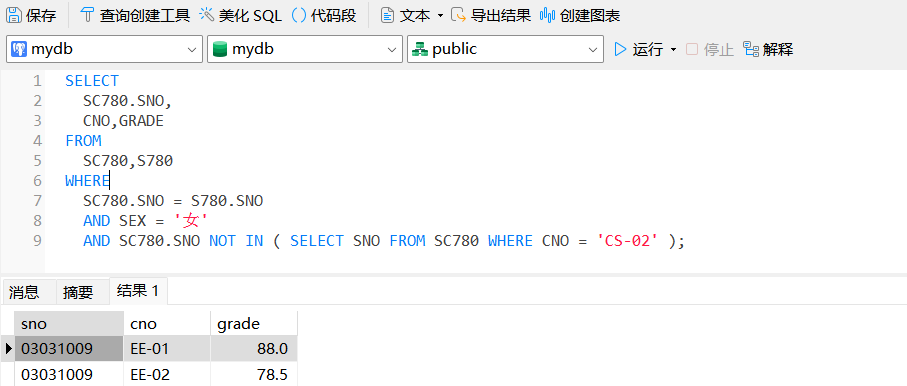 保存 查询创建工具 美化 SQL () 代码段 文本 导出结果 创建图表
mydb mydb public 运行 停止 解释
1 SELECT
2 SC780.SNO,
3 CNO,GRADE
4 FROM
5 SC780,S780
6 WHERE
7 SC780.SNO = S780.SNO
8 AND SEX = '女'
9 AND SC780.SNO NOT IN ( SELECT SNO FROM SC780 WHERE CNO = 'CS-02' );
消息 摘要 结果 1
sno cno grade
03031009 EE-01 88.0
03031009 EE-02 78.5